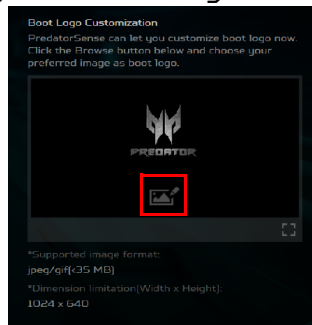 Boot Logo Customization
PredatorSense can let you customize boot logo now.
Click the Browse button below and choose your
preferred image as boot logo.
PREDATOR
*Supported image format:
jpeg/gif(<35 MB)
*Dimension limitation(Width x Height):
1024 x 640